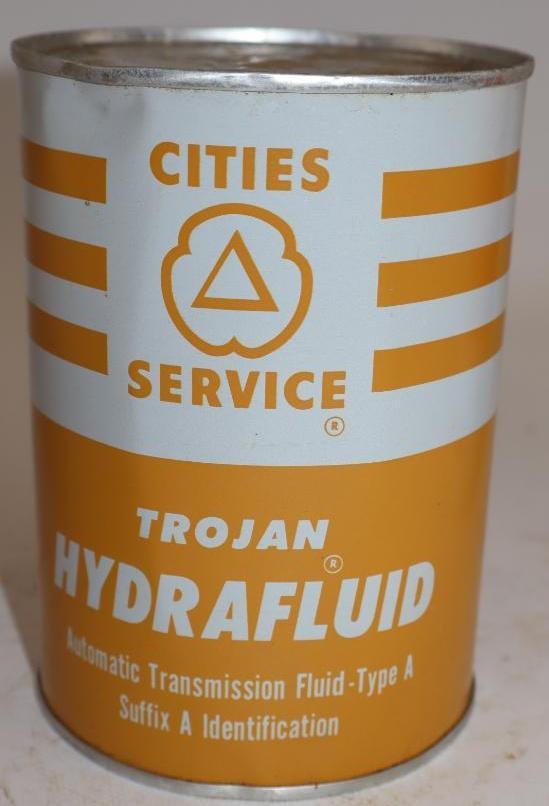 CITIES
SERVICE
®
TROJAN
®
HYDRAFLUID
Automatic Transmission Fluid-Type A
Suffix A Identification